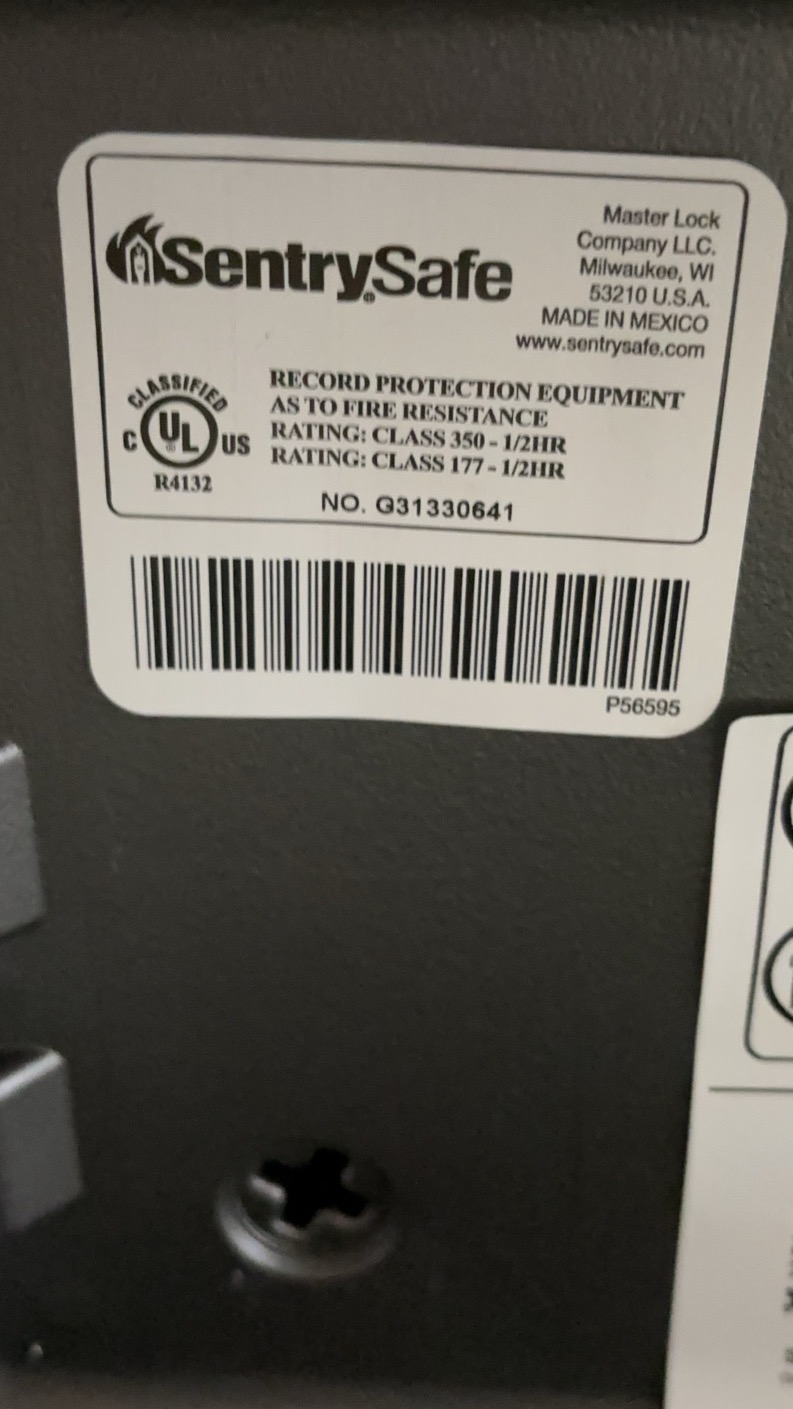 SentrySafe®
Master Lock
Company LLC.
Milwaukee, WI
53210 U.S.A.
MADE IN MEXICO
www.sentrysafe.com
CLASSIFIED
C UL® US
R4132
RECORD PROTECTION EQUIPMENT
AS TO FIRE RESISTANCE
RATING: CLASS 350 - 1/2HR
RATING: CLASS 177 - 1/2HR
NO. G31330641
P56595